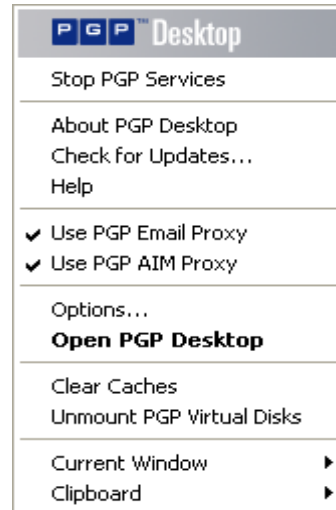 PGP™ Desktop
Stop PGP Services
About PGP Desktop
Check for Updates...
Help
Use PGP Email Proxy
Use PGP AIM Proxy
Options...
Open PGP Desktop
Clear Caches
Unmount PGP Virtual Disks
Current Window
Clipboard